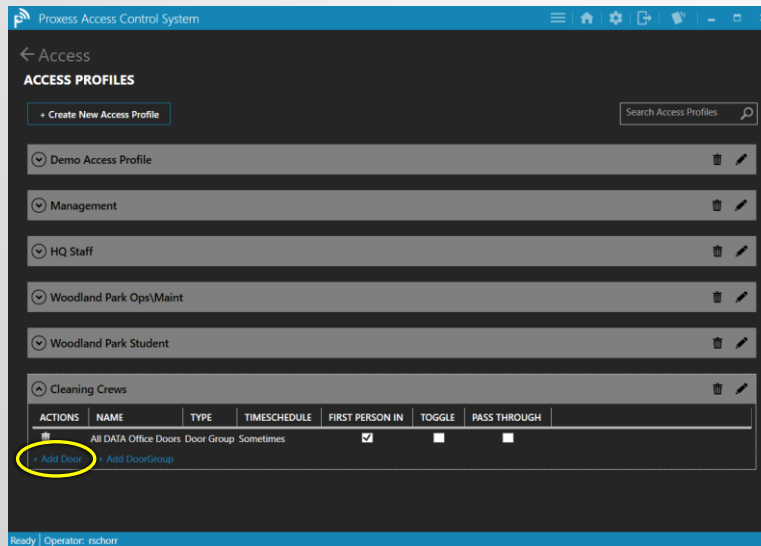 Proxess Access Control System
Access
ACCESS PROFILES
+ Create New Access Profile
Search Access Profiles
Demo Access Profile
Management
HQ Staff
Woodland Park Ops\Maint
Woodland Park Student
Cleaning Crews
ACTIONS NAME TYPE TIMESCHEDULE FIRST PERSON IN TOGGLE PASS THROUGH
All DATA Office Doors Door Group Sometimes
+ Add Door + Add DoorGroup
Ready Operator: rschorr